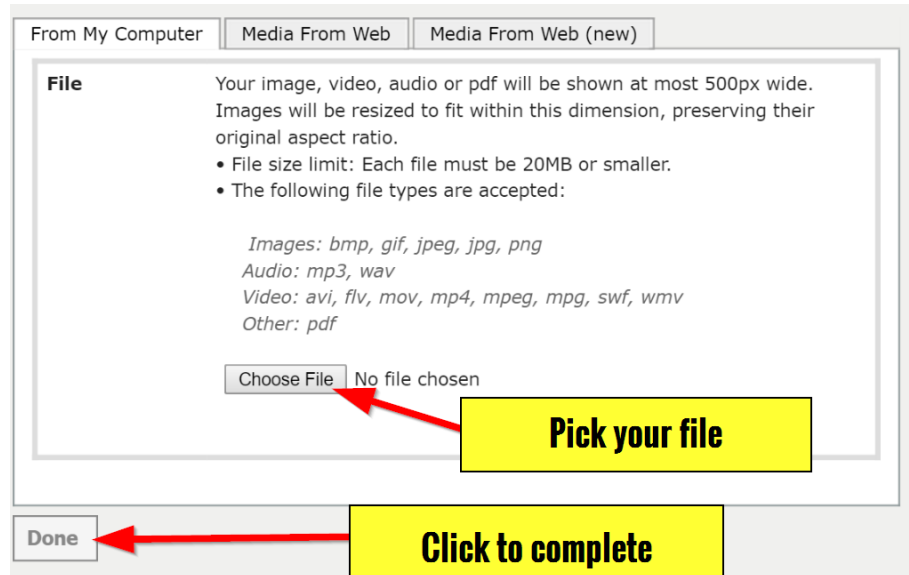 From My Computer
Media From Web
Media From Web (new)
File
Your image, video, audio or pdf will be shown at most 500px wide.
Images will be resized to fit within this dimension, preserving their
original aspect ratio.
• File size limit: Each file must be 20MB or smaller.
• The following file types are accepted:
Images: bmp, gif, jpeg, jpg, png
Audio: mp3, wav
Video: avi, flv, mov, mp4, mpeg, mpg, swf, wmv
Other: pdf
Choose File No file chosen
Pick your file
Done
Click to complete